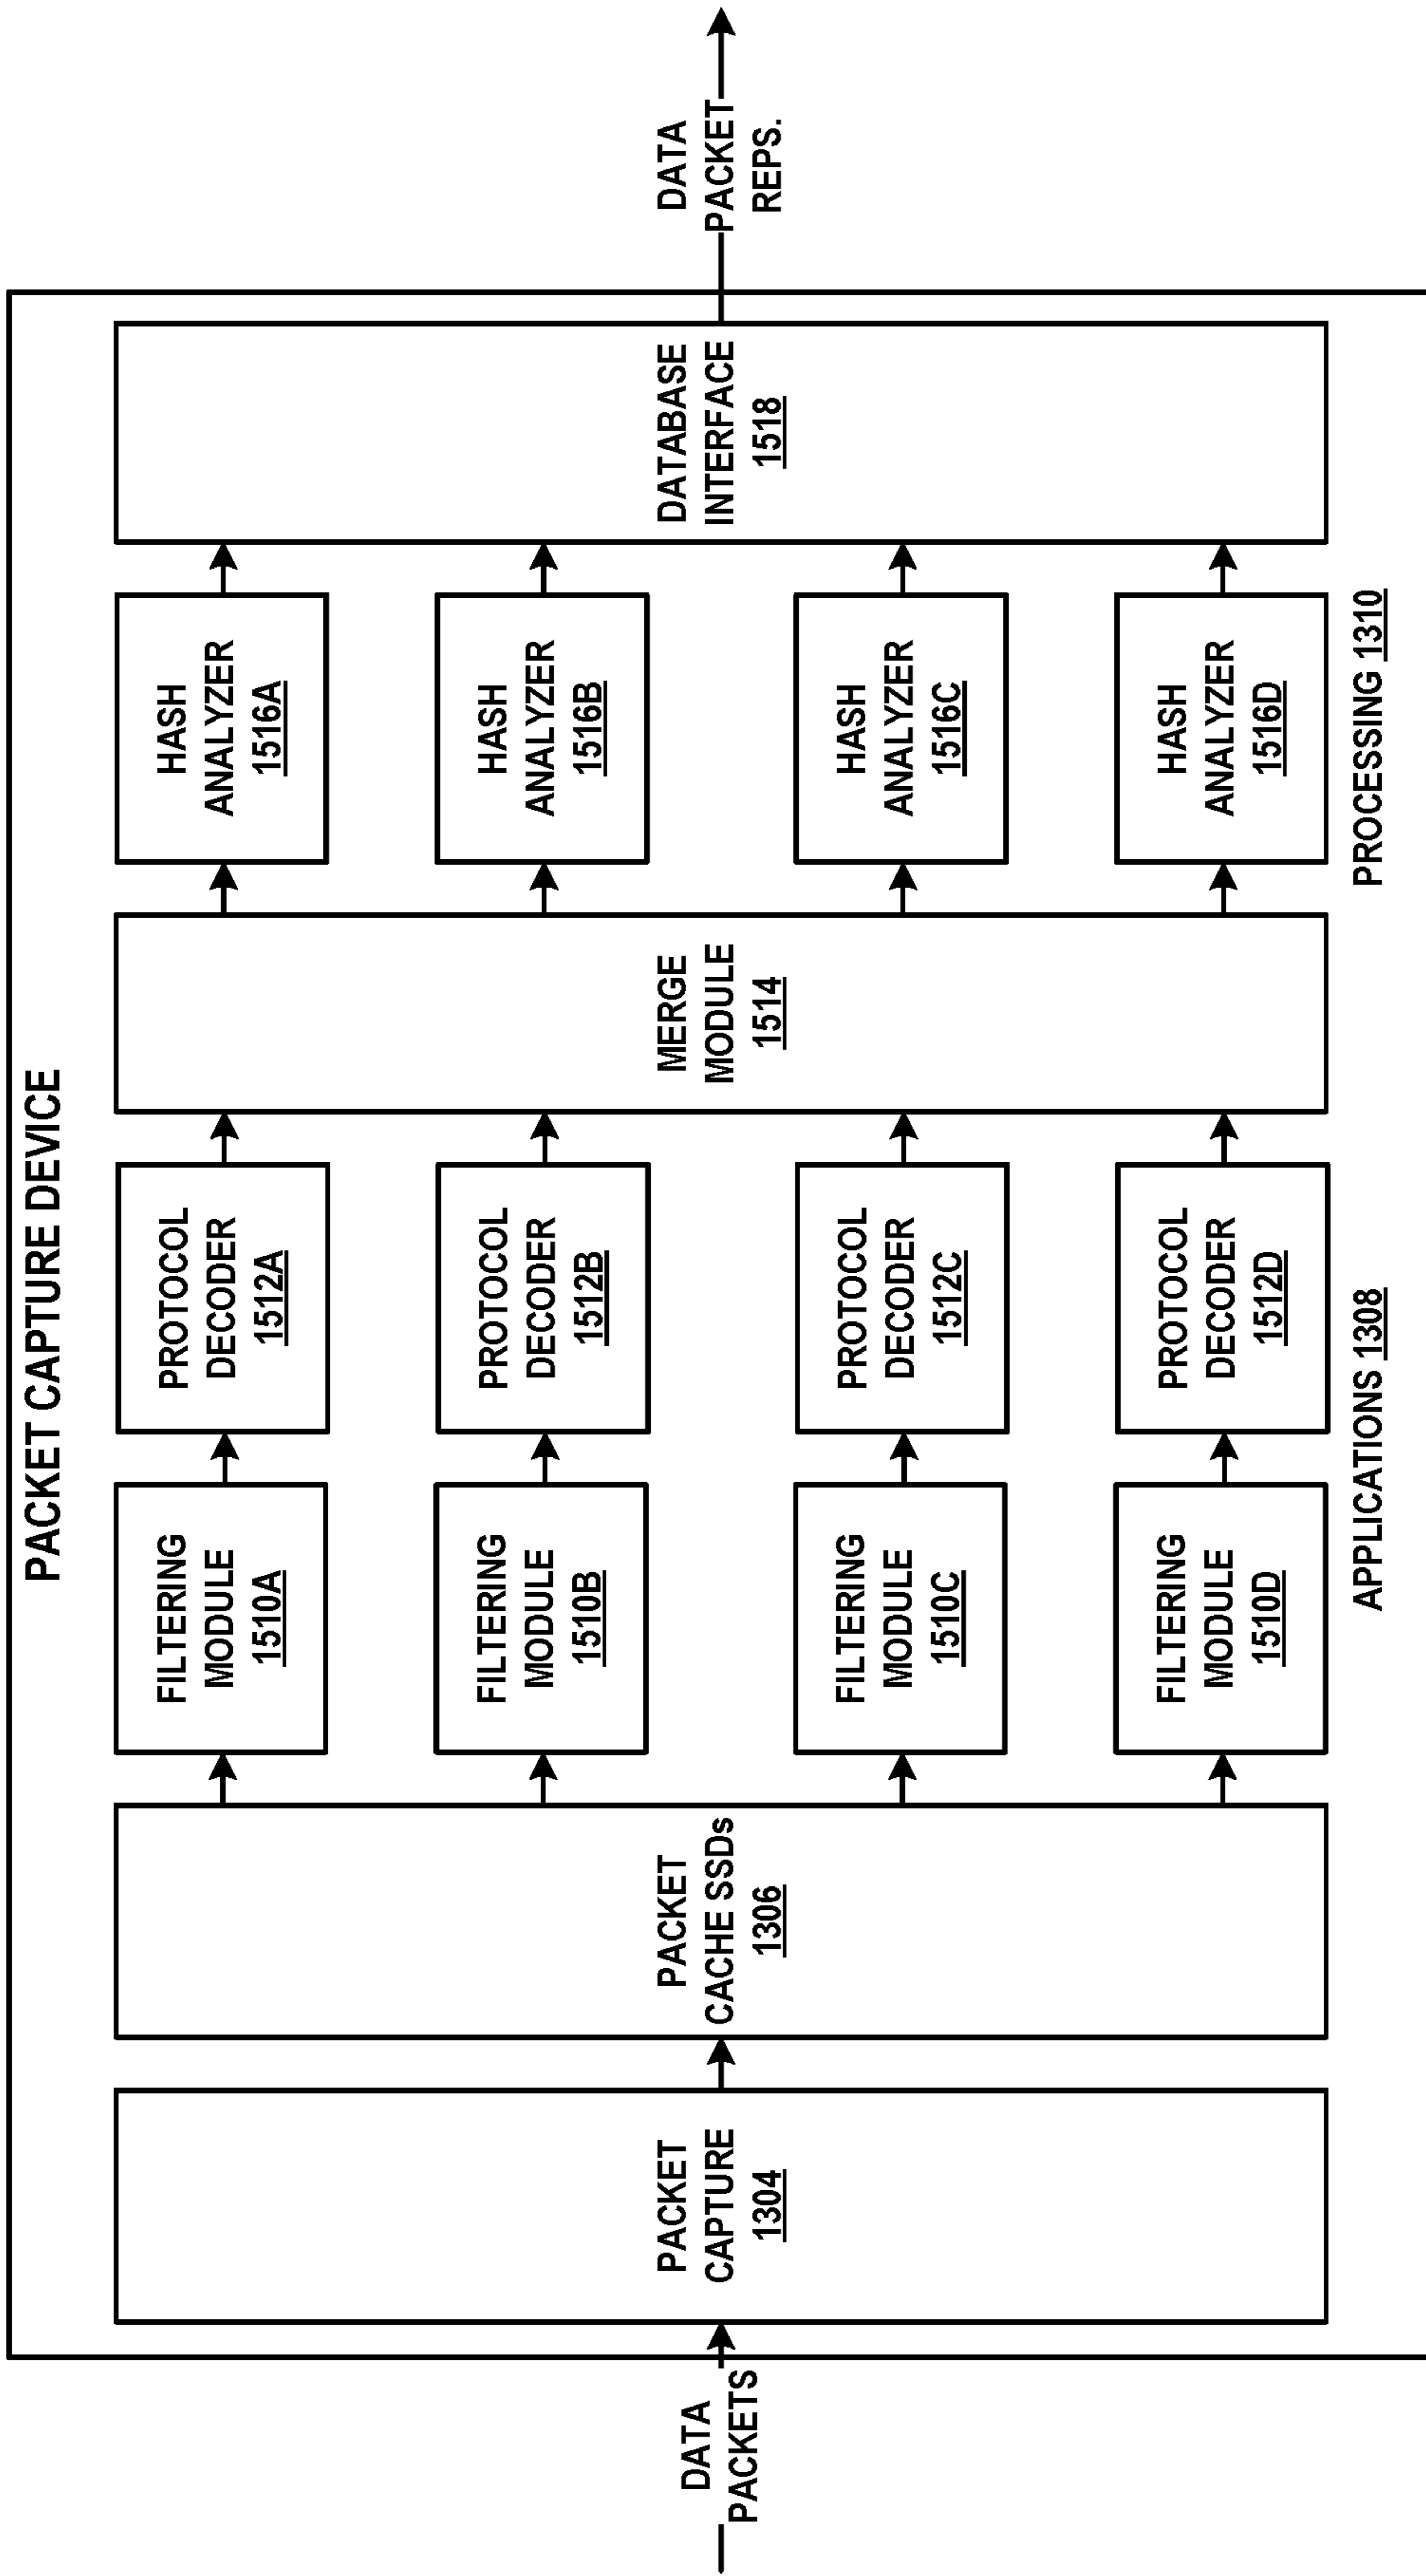 PACKET CAPTURE DEVICE
DATA
PACKETS
PACKET
CAPTURE
1304
PACKET
CACHE SSDs
1306
FILTERING
MODULE
1510A
FILTERING
MODULE
1510B
FILTERING
MODULE
1510C
FILTERING
MODULE
1510D
PROTOCOL
DECODER
1512A
PROTOCOL
DECODER
1512B
PROTOCOL
DECODER
1512C
PROTOCOL
DECODER
1512D
APPLICATIONS 1308
MERGE
MODULE
1514
HASH
ANALYZER
1516A
HASH
ANALYZER
1516B
HASH
ANALYZER
1516C
HASH
ANALYZER
1516D
PROCESSING 1310
DATABASE
INTERFACE
1518
DATA
PACKET
REPS.